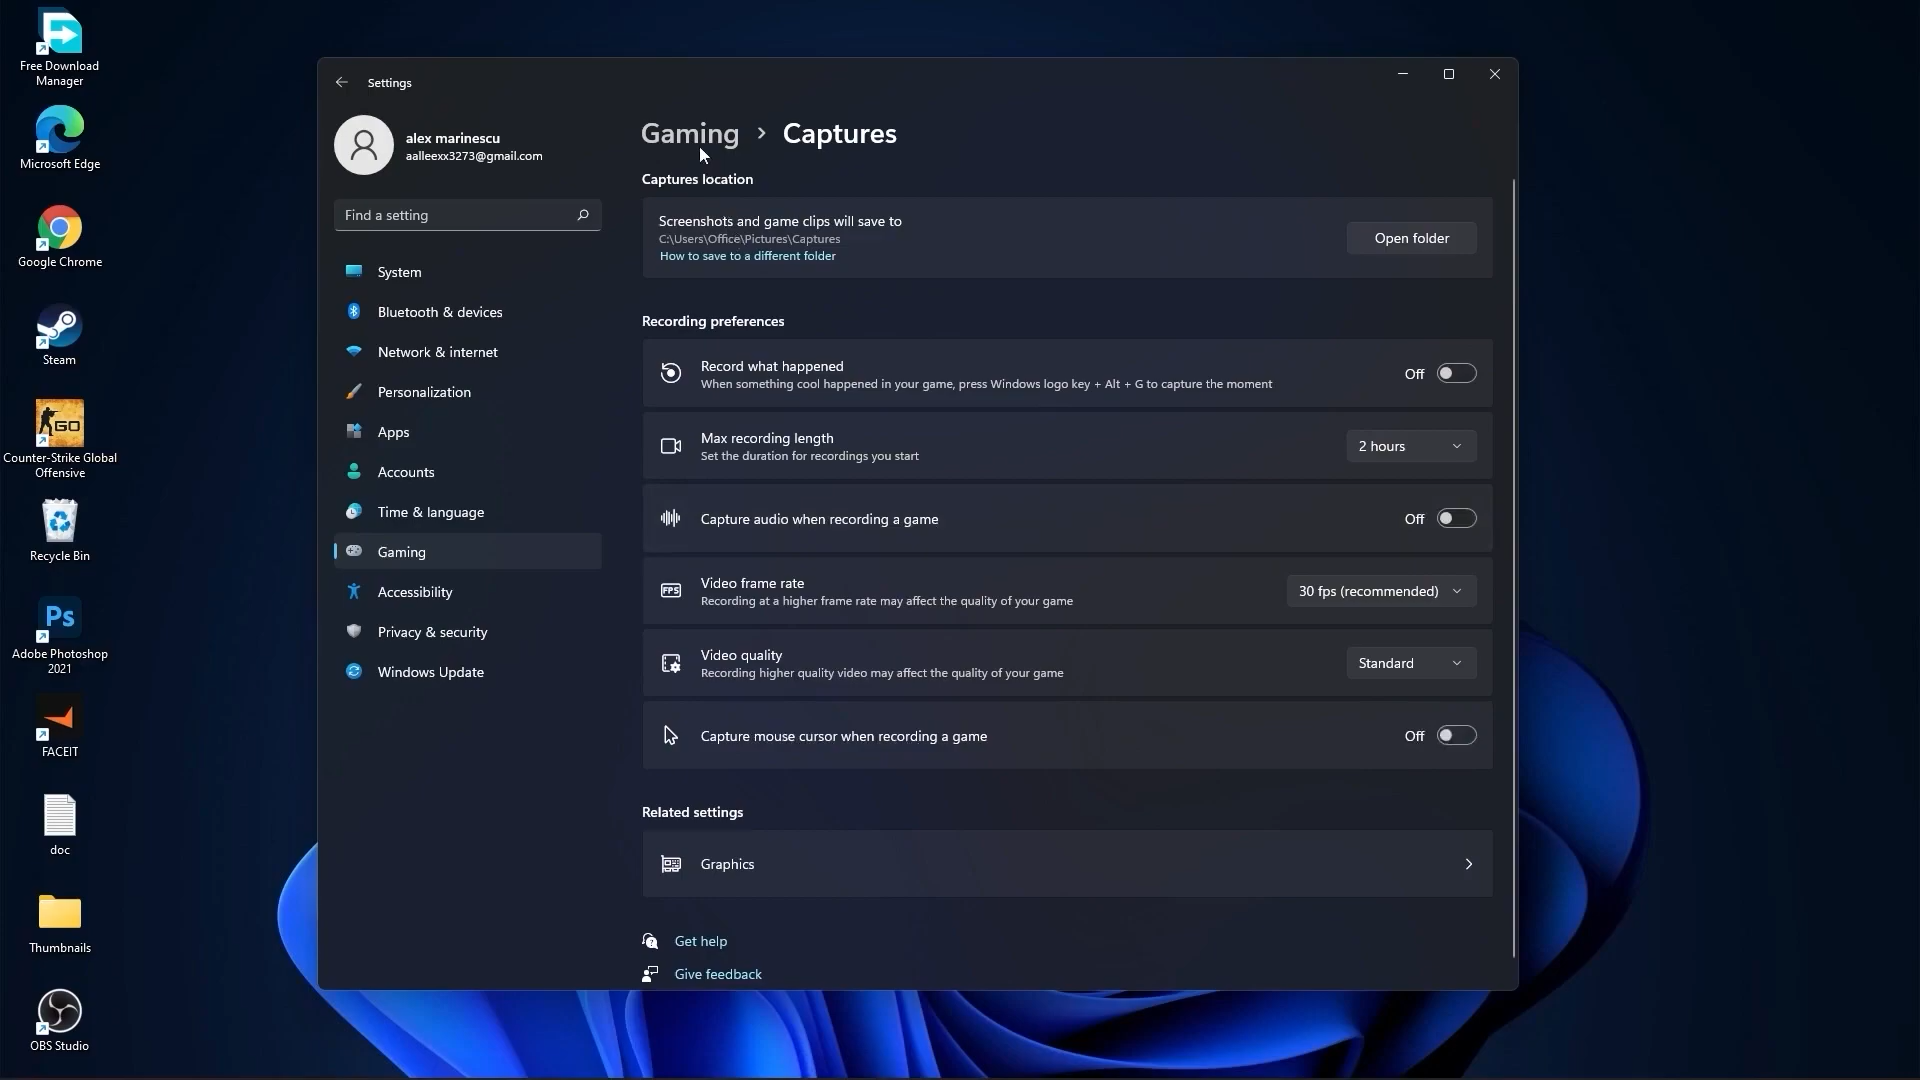 Free Download
Manager
Microsoft Edge
Google Chrome
Steam
GO
Counter-Strike Global
Offensive
Recycle Bin
Ps
Adobe Photoshop
2021
FACEIT
doc
Thumbnails
OBS Studio
Settings
alex marinescu
aalleexx3273@gmail.com
Find a setting
System
Bluetooth & devices
Network & internet
Personalization
Apps
Accounts
Time & language
Gaming
Accessibility
Privacy & security
Windows Update
Gaming > Captures
Captures location
Screenshots and game clips will save to
C:\Users\Office\Pictures\Captures
How to save to a different folder
Open folder
Recording preferences
Record what happened
When something cool happened in your game, press Windows logo key + Alt + G to capture the moment
Off
Max recording length
Set the duration for recordings you start
2 hours
Capture audio when recording a game
Off
FPS
Video frame rate
Recording at a higher frame rate may affect the quality of your game
30 fps (recommended)
Video quality
Recording higher quality video may affect the quality of your game
Standard
Capture mouse cursor when recording a game
Off
Related settings
Graphics
Get help
Give feedback